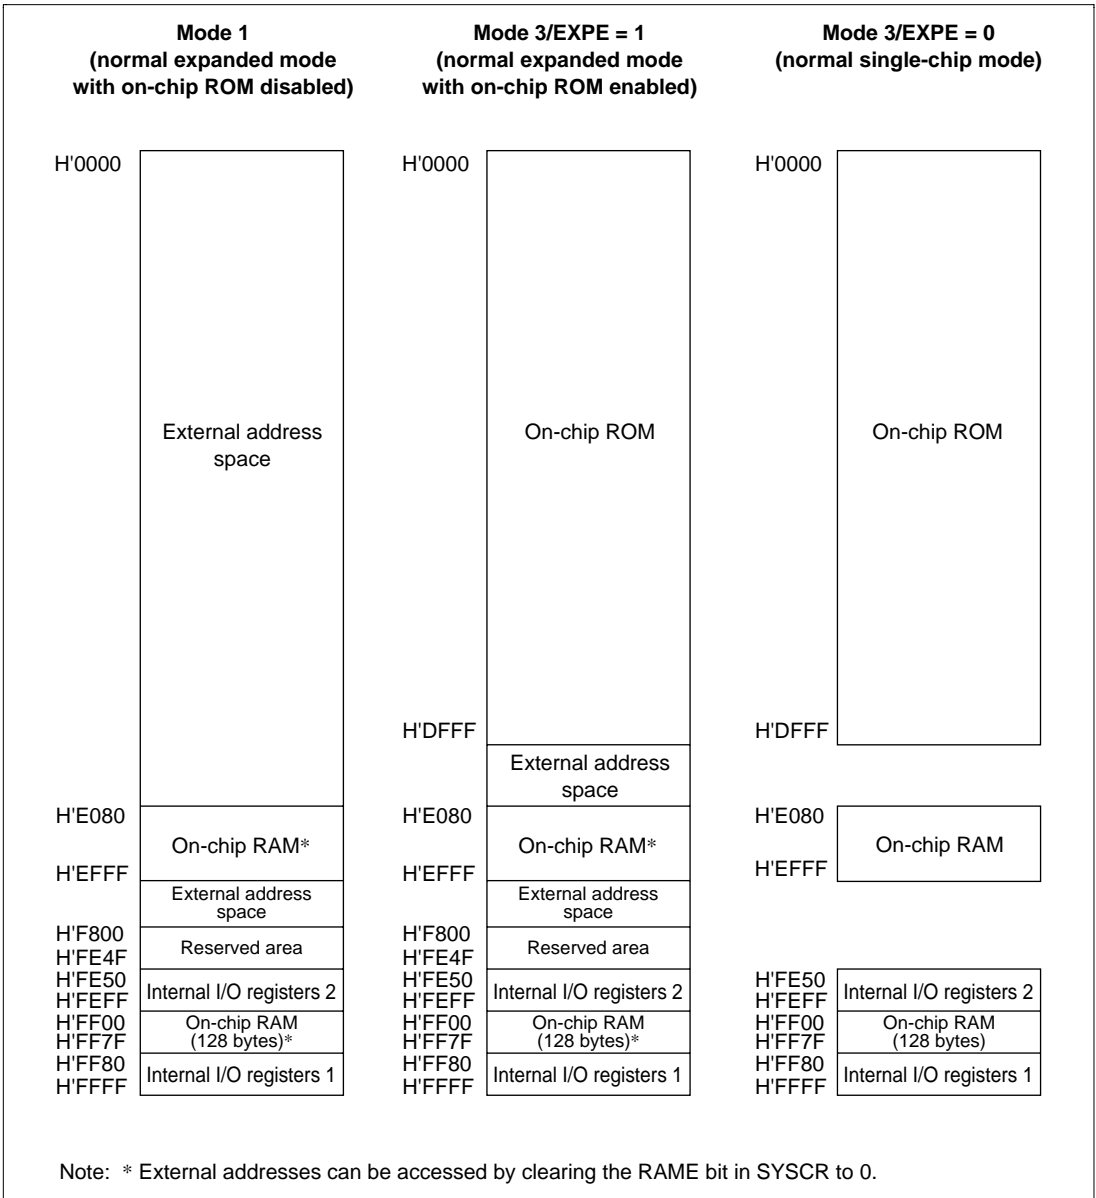 Mode 1
(normal expanded mode
with on-chip ROM disabled)
H'0000
External address
space
H'E080
On-chip RAM*
H'EFFF
External address
space
H'F800
Reserved area
H'FE4F
H'FE50
Internal I/O registers 2
H'FEFF
H'FF00
On-chip RAM
(128 bytes)*
H'FF7F
H'FF80
Internal I/O registers 1
H'FFFF
Mode 3/EXPE = 1
(normal expanded mode
with on-chip ROM enabled)
H'0000
On-chip ROM
H'DFFF
External address
space
H'E080
On-chip RAM*
H'EFFF
External address
space
H'F800
Reserved area
H'FE4F
H'FE50
Internal I/O registers 2
H'FEFF
H'FF00
On-chip RAM
(128 bytes)*
H'FF7F
H'FF80
Internal I/O registers 1
H'FFFF
Mode 3/EXPE = 0
(normal single-chip mode)
H'0000
On-chip ROM
H'DFFF
H'E080
On-chip RAM
H'EFFF
H'FE50
Internal I/O registers 2
H'FEFF
H'FF00
On-chip RAM
(128 bytes)
H'FF7F
H'FF80
Internal I/O registers 1
H'FFFF
Note: * External addresses can be accessed by clearing the RAME bit in SYSCR to 0.